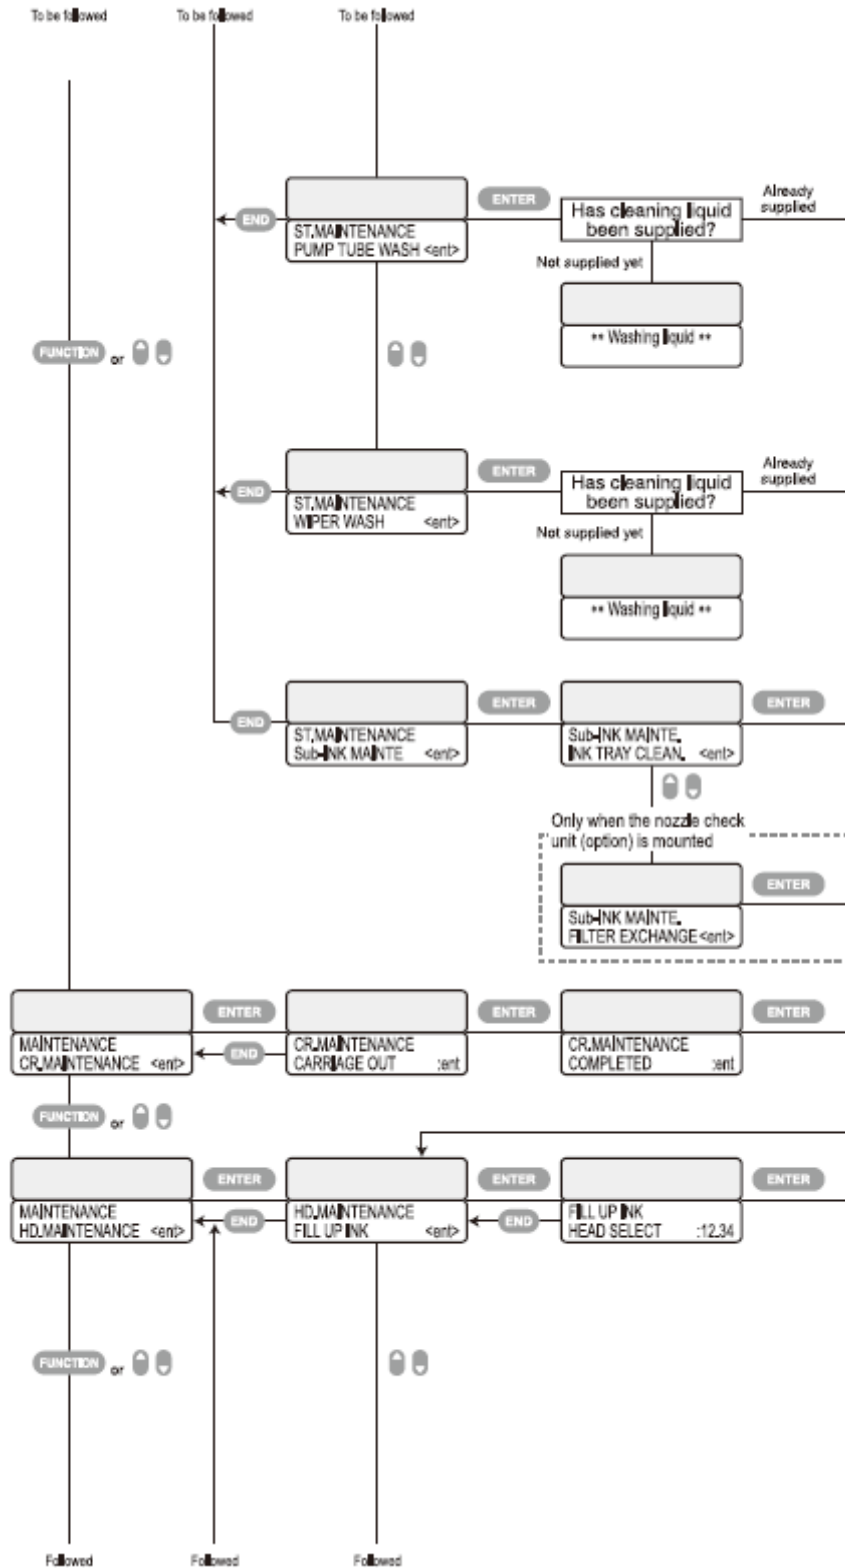 To be followed
To be followed
To be followed
ENTER
Already
supplied
Has cleaning liquid
been supplied?
END
ST.MAINTENANCE
PUMP TUBE WASH <ent>
Not supplied yet
** Washing liquid **
FUNCTION or
ENTER
Already
supplied
Has cleaning liquid
been supplied?
END
ST.MAINTENANCE
WIPER WASH <ent>
Not supplied yet
** Washing liquid **
END
ENTER
ENTER
ST.MAINTENANCE
Sub-INK MAINTE <ent>
Sub-INK MAINTE.
INK TRAY CLEAN. <ent>
Only when the nozzle check
unit (option) is mounted
ENTER
Sub-INK MAINTE.
FILTER EXCHANGE<ent>
ENTER
ENTER
ENTER
MAINTENANCE
CR.MAINTENANCE <ent>
END
CR.MAINTENANCE
CARRIAGE OUT :ent
CR.MAINTENANCE
COMPLETED :ent
FUNCTION or
ENTER
ENTER
ENTER
MAINTENANCE
HD.MAINTENANCE <ent>
END
HD.MAINTENANCE
FILL UP INK <ent>
END
FILL UP INK
HEAD SELECT :12.34
FUNCTION or
Followed
Followed
Followed